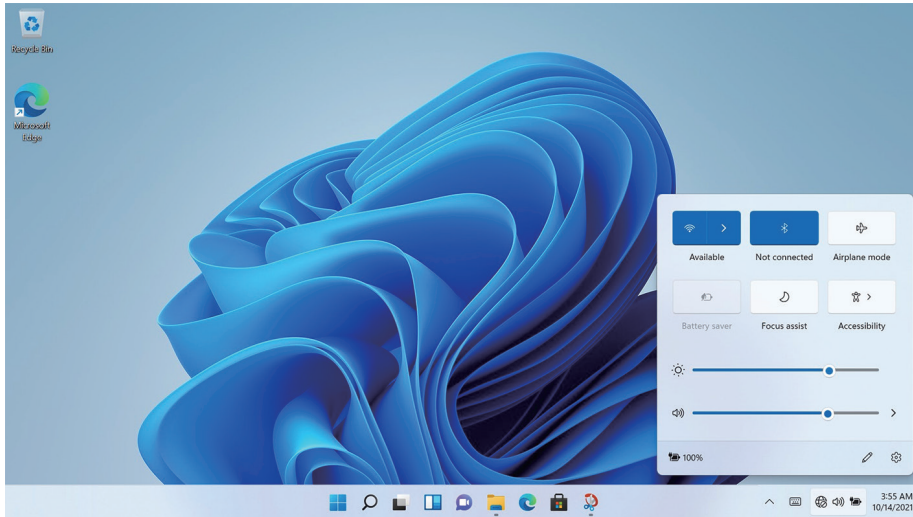 Recycle Bin
Microsoft
Edge
Available
Not connected
Airplane mode
Battery saver
Focus assist
Accessibility
100%
3:55 AM
10/14/2021